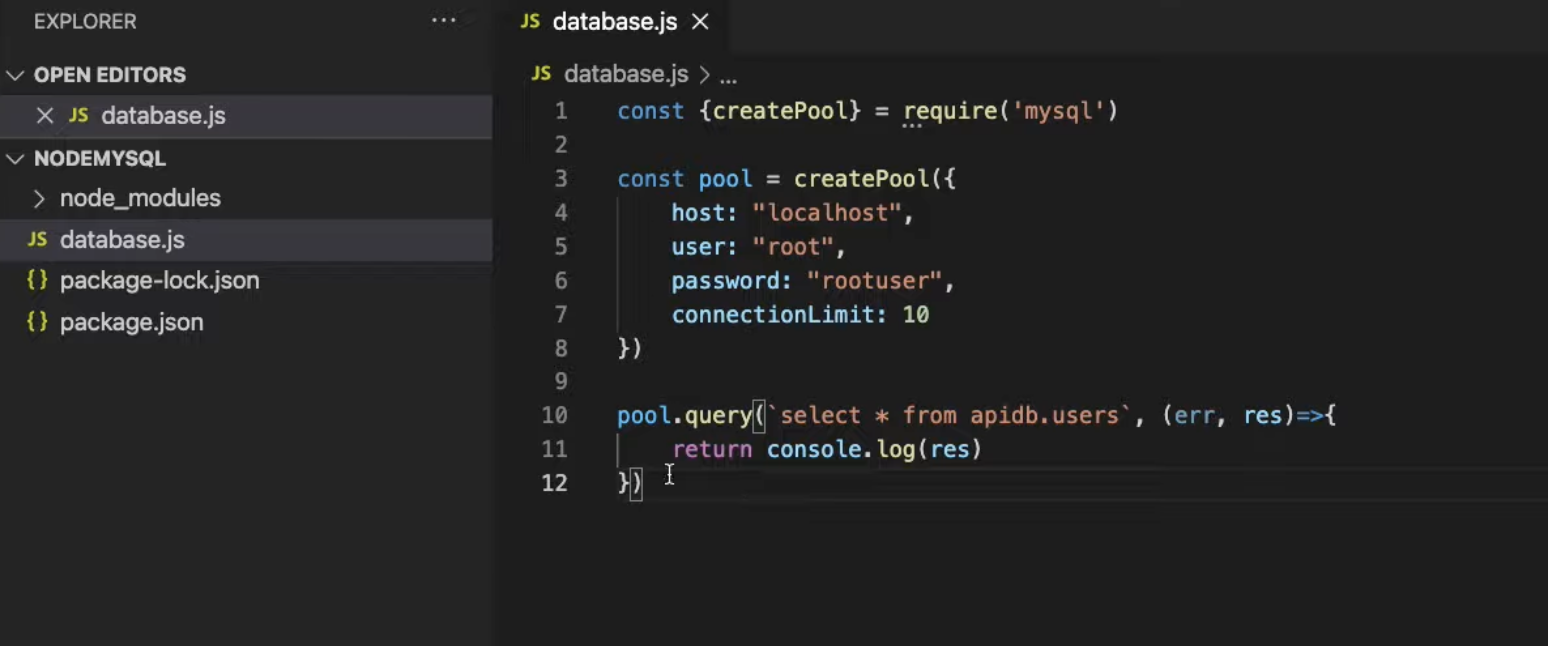 EXPLORER ...
OPEN EDITORS
JS database.js
NODEMYSQL
node_modules
JS database.js
{} package-lock.json
{} package.json
JS database.js
JS database.js > ...
1 const {createPool} = require('mysql')
2
3 const pool = createPool({
4 host: "localhost",
5 user: "root",
6 password: "rootuser",
7 connectionLimit: 10
8 })
9
10 pool.query(`select * from apidb.users`, (err, res)=>{
11 return console.log(res)
12 })